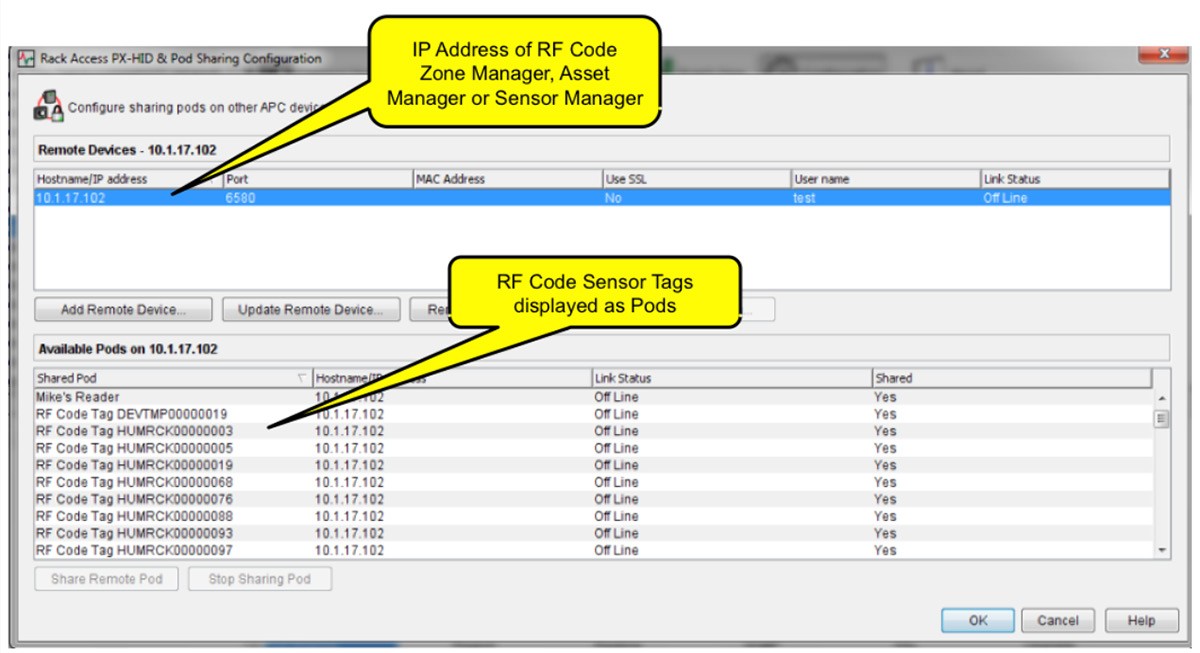 IP Address of RF Code
Zone Manager, Asset
Manager or Sensor Manager
Rack Access PX-HID & Pod Sharing Configuration
Configure sharing pods on other APC
Remote Devices - 10.1.17.102
Hostname/IP address Port MAC Address Use SSL User name Link Status
10.1.17.102 6580 No test Off Line
RF Code Sensor Tags
displayed as Pods
Add Remote Device... Update Remote Device...
Available Pods on 10.1.17.102
Shared Pod Link Status Shared
Mike's Reader 10.1.17.102 Off Line Yes
RF Code Tag DEVTMP00000019 10.1.17.102 Off Line Yes
RF Code Tag HUMRCK00000003 10.1.17.102 Off Line Yes
RF Code Tag HUMRCK00000005 10.1.17.102 Off Line Yes
RF Code Tag HUMRCK00000019 10.1.17.102 Off Line Yes
RF Code Tag HUMRCK00000068 10.1.17.102 Off Line Yes
RF Code Tag HUMRCK00000076 10.1.17.102 Off Line Yes
RF Code Tag HUMRCK00000088 10.1.17.102 Off Line Yes
RF Code Tag HUMRCK00000093 10.1.17.102 Off Line Yes
RF Code Tag HUMRCK00000097 10.1.17.102 Off Line Yes
Share Remote Pod Stop Sharing Pod
OK Cancel Help